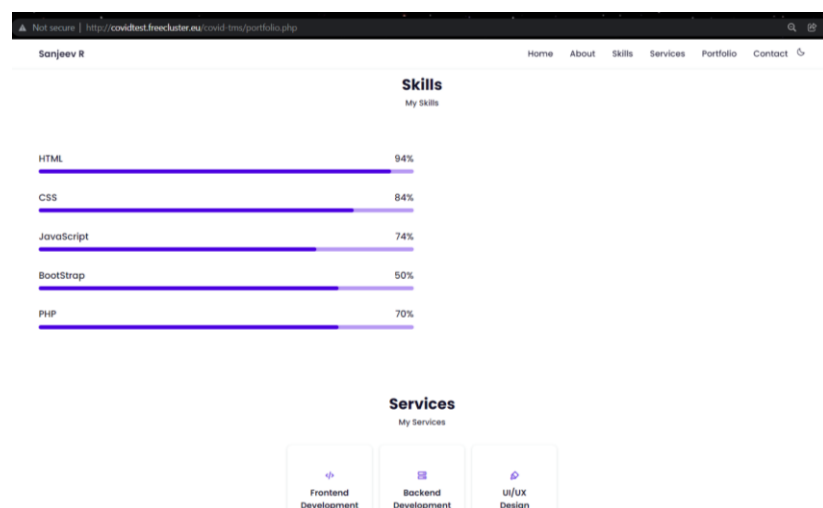 Not secure | http://covidtest.freecluster.eu/covid-tms/portfolio.php
Sanjeev R Home About Skills Services Portfolio Contact
Skills
My Skills
HTML 94%
CSS 84%
JavaScript 74%
BootStrap 50%
PHP 70%
Services
My Services
Frontend Backend UI/UX
Development Development Design